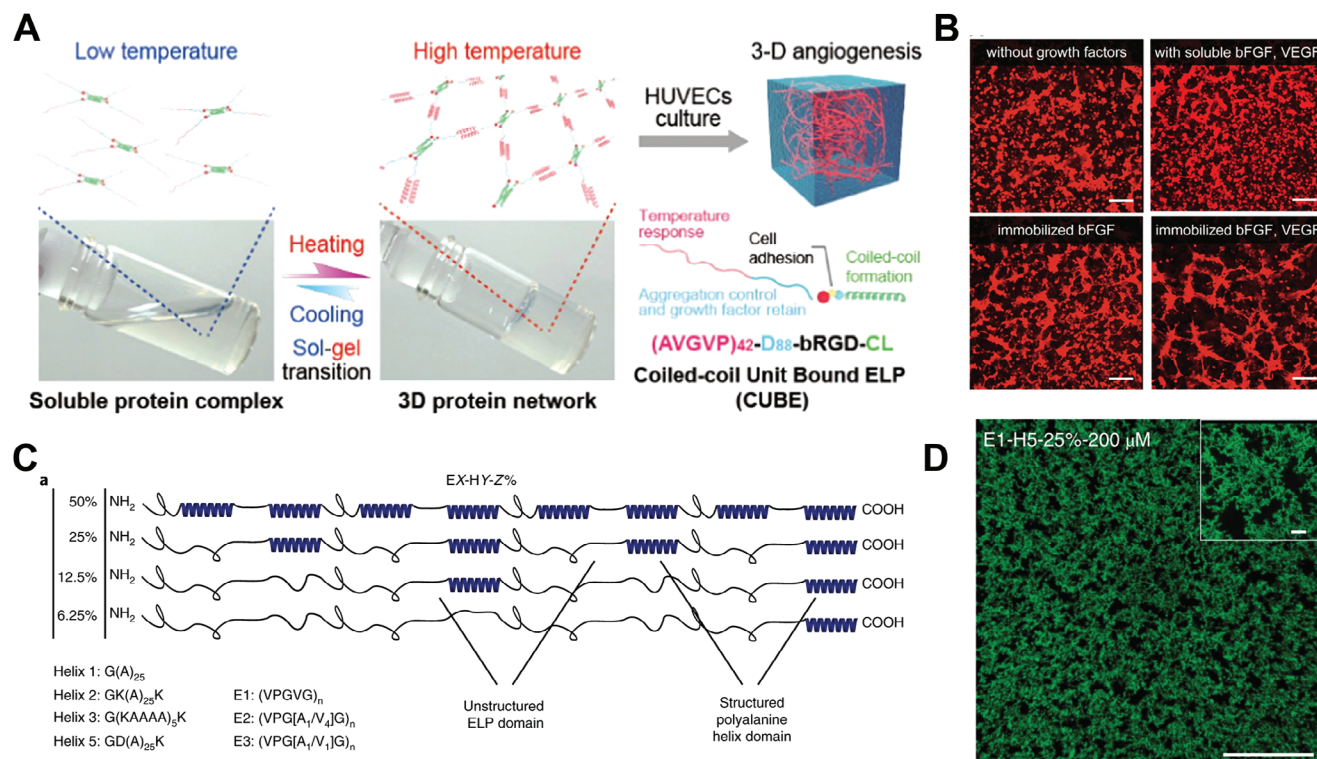 A
Low temperature
High temperature
3-D angiogenesis
HUVECs
culture
Heating
Cooling
Sol-gel
transition
Temperature
response
Cell
adhesion
Coiled-coil
formation
Aggregation control
and growth factor retain
(AVGVP)42-D88-bRGD-CL
Soluble protein complex
3D protein network
Coiled-coil Unit Bound ELP
(CUBE)
B
without growth factors
with soluble bFGF, VEGF
immobilized bFGF
immobilized bFGF, VEGF
C
a
EX-HY-Z%
50%
NH2
COOH
25%
NH2
COOH
12.5%
NH2
COOH
6.25%
NH2
COOH
Helix 1: G(A)25
Helix 2: GK(A)25K
Helix 3: G(KAAAA)5K
Helix 5: GD(A)25K
E1: (VPGVG)n
E2: (VPG[A1/V4]G)n
E3: (VPG[A1/V1]G)n
Unstructured
ELP domain
Structured
polyalanine
helix domain
D
E1-H5-25%-200 μM